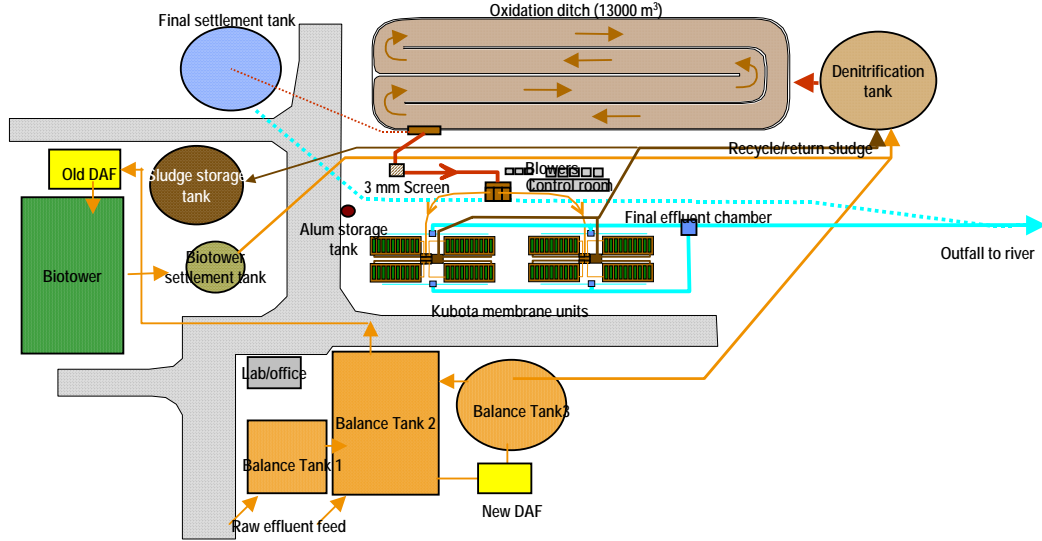 Oxidation ditch (13000 m³)
Final settlement tank
Denitrification
tank
Recycle/return sludge
Old DAF
Sludge storage
tank
3 mm Screen
Blowers
Control room
Alum storage
tank
Final effluent chamber
Outfall to river
Biotower
Biotower
settlement tank
Kubota membrane units
Lab/office
Balance Tank 2
Balance Tank3
Balance Tank 1
New DAF
Raw effluent feed